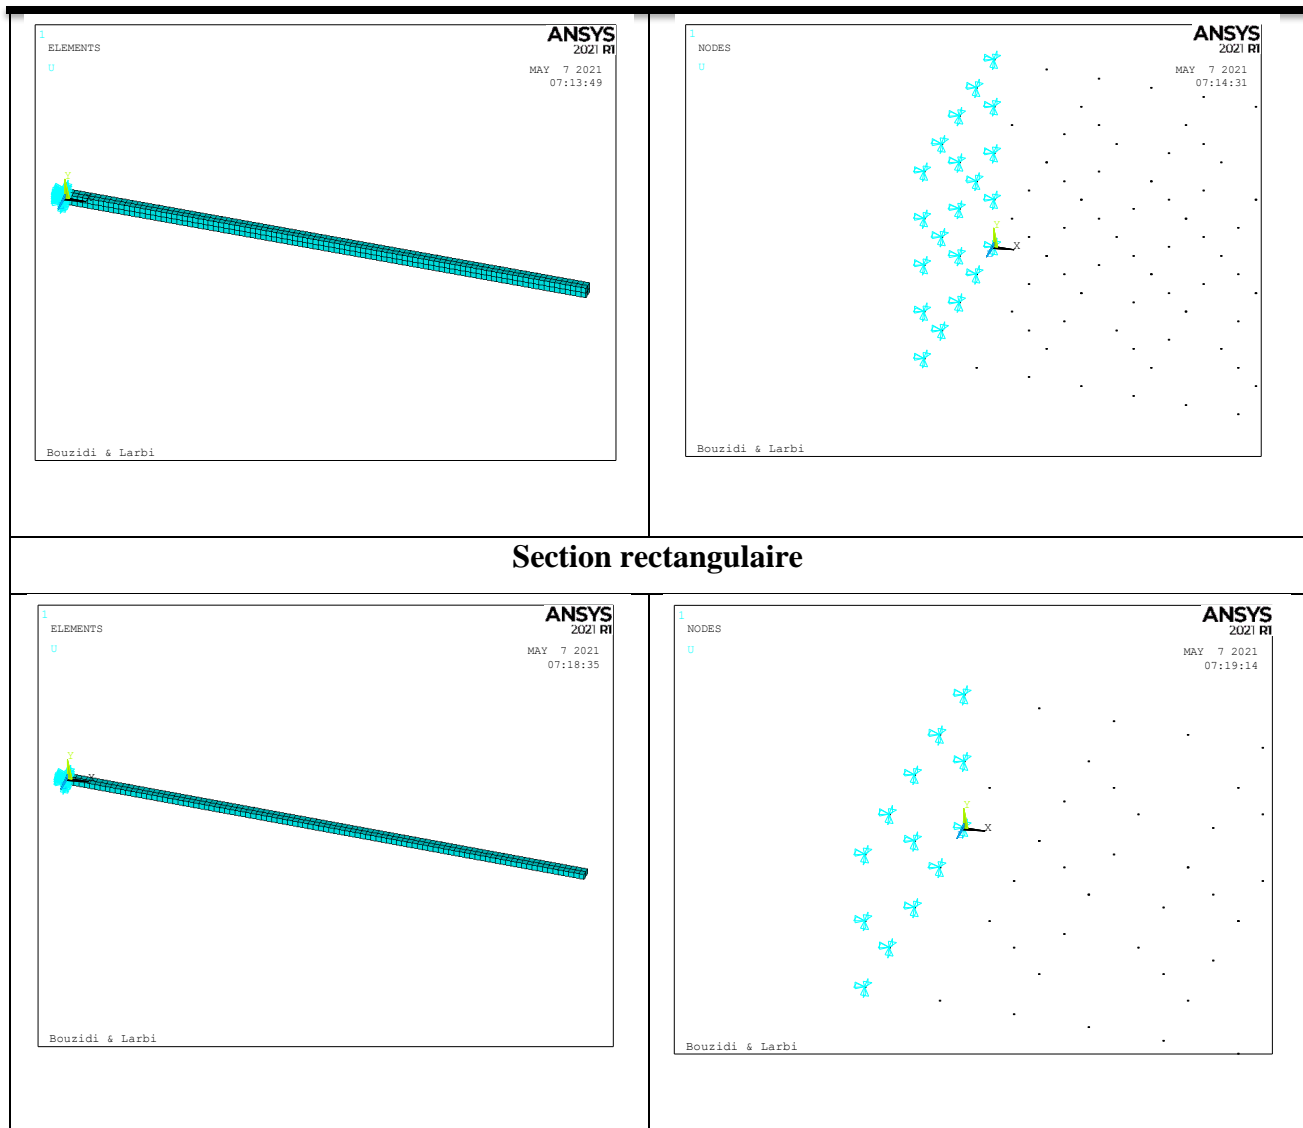 1
ELEMENTS
U
ANSYS
2021 R1
MAY 7 2021
07:13:49
Y
Bouzidi & Larbi
1
NODES
U
ANSYS
2021 R1
MAY 7 2021
07:14:31
Y
X
Bouzidi & Larbi
Section rectangulaire
1
ELEMENTS
U
ANSYS
2021 R1
MAY 7 2021
07:18:35
Y
X
Bouzidi & Larbi
1
NODES
U
ANSYS
2021 R1
MAY 7 2021
07:19:14
Y
X
Bouzidi & Larbi